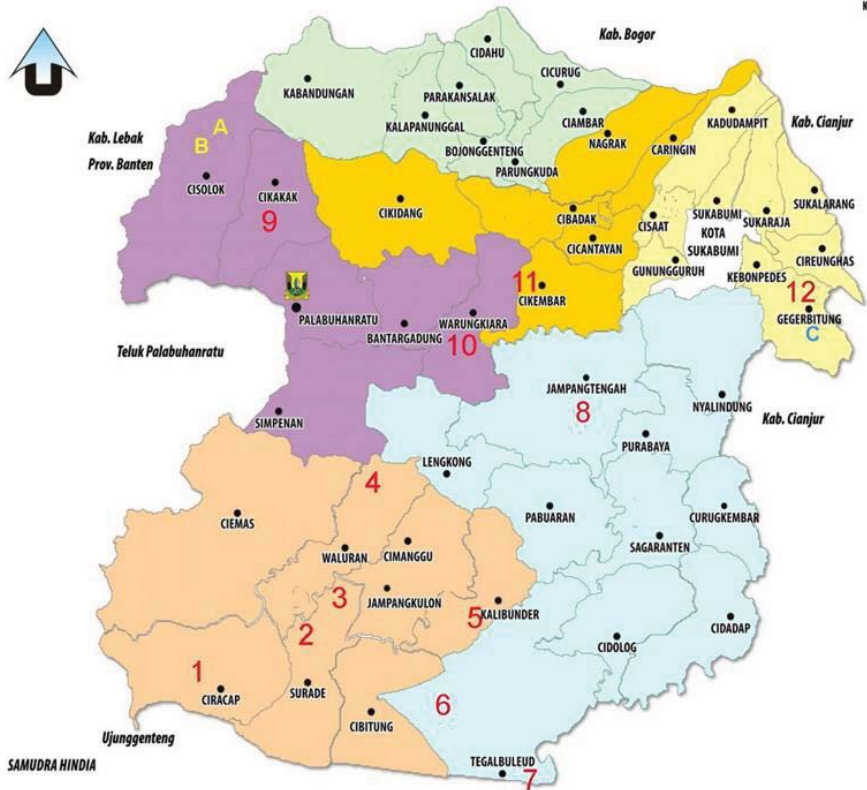 K
Kab. Bogor
CIDAHU
CICURUG
KABANDUNGAN
PARAKANSALAK
KADUDAMPIT
Kab. Cianjur
KALAPANUNGGAL
CIAMBAR
A
Kab. Lebak
Prov. Banten
B
BOJONGGENTENG
NAGRAK
CARINGIN
PARUNGKUDA
CISOLOK
CIKAKAK
CIKIDANG
SUKALARANG
9
CIBADAK
CISAAT
SUKABUMI
SUKARAJA
KOTA
SUKABUMI
CICANTAYAN
CIREUNGHAS
GUNUNGGURUH
KEBONPEDES
11
CIKEMBAR
12
GEGERBITUNG
C
PALABUHANRATU
WARUNGKIARA
BANTARGADUNG
10
Teluk Palabuhanratu
JAMPANGTENGAH
8
NYALINDUNG
Kab. Cianjur
SIMPENAN
PURABAYA
LENGKONG
4
CIEMAS
PABUARAN
CURUGKEMBAR
SAGARANTEN
WALURAN
CIMANGGU
3
JAMPANGKULON
KALIBUNDER
5
2
CIDADAP
CIDOLOG
1
CIRACAP
SURADE
6
CIBITUNG
Ujunggenteng
SAMUDRA HINDIA
TEGALBULEUD
7